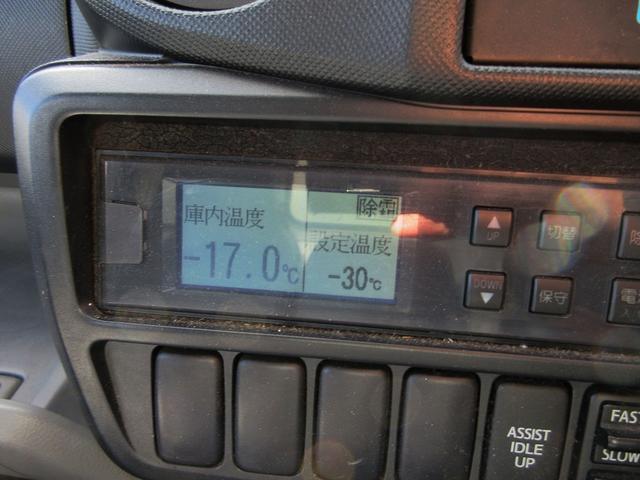 除霜
庫内温度
-17.0℃
設定温度
-30℃
▲
UP
切替
DOWN
▼
保守
ASSIST
IDLE
UP
FAST
SLOW